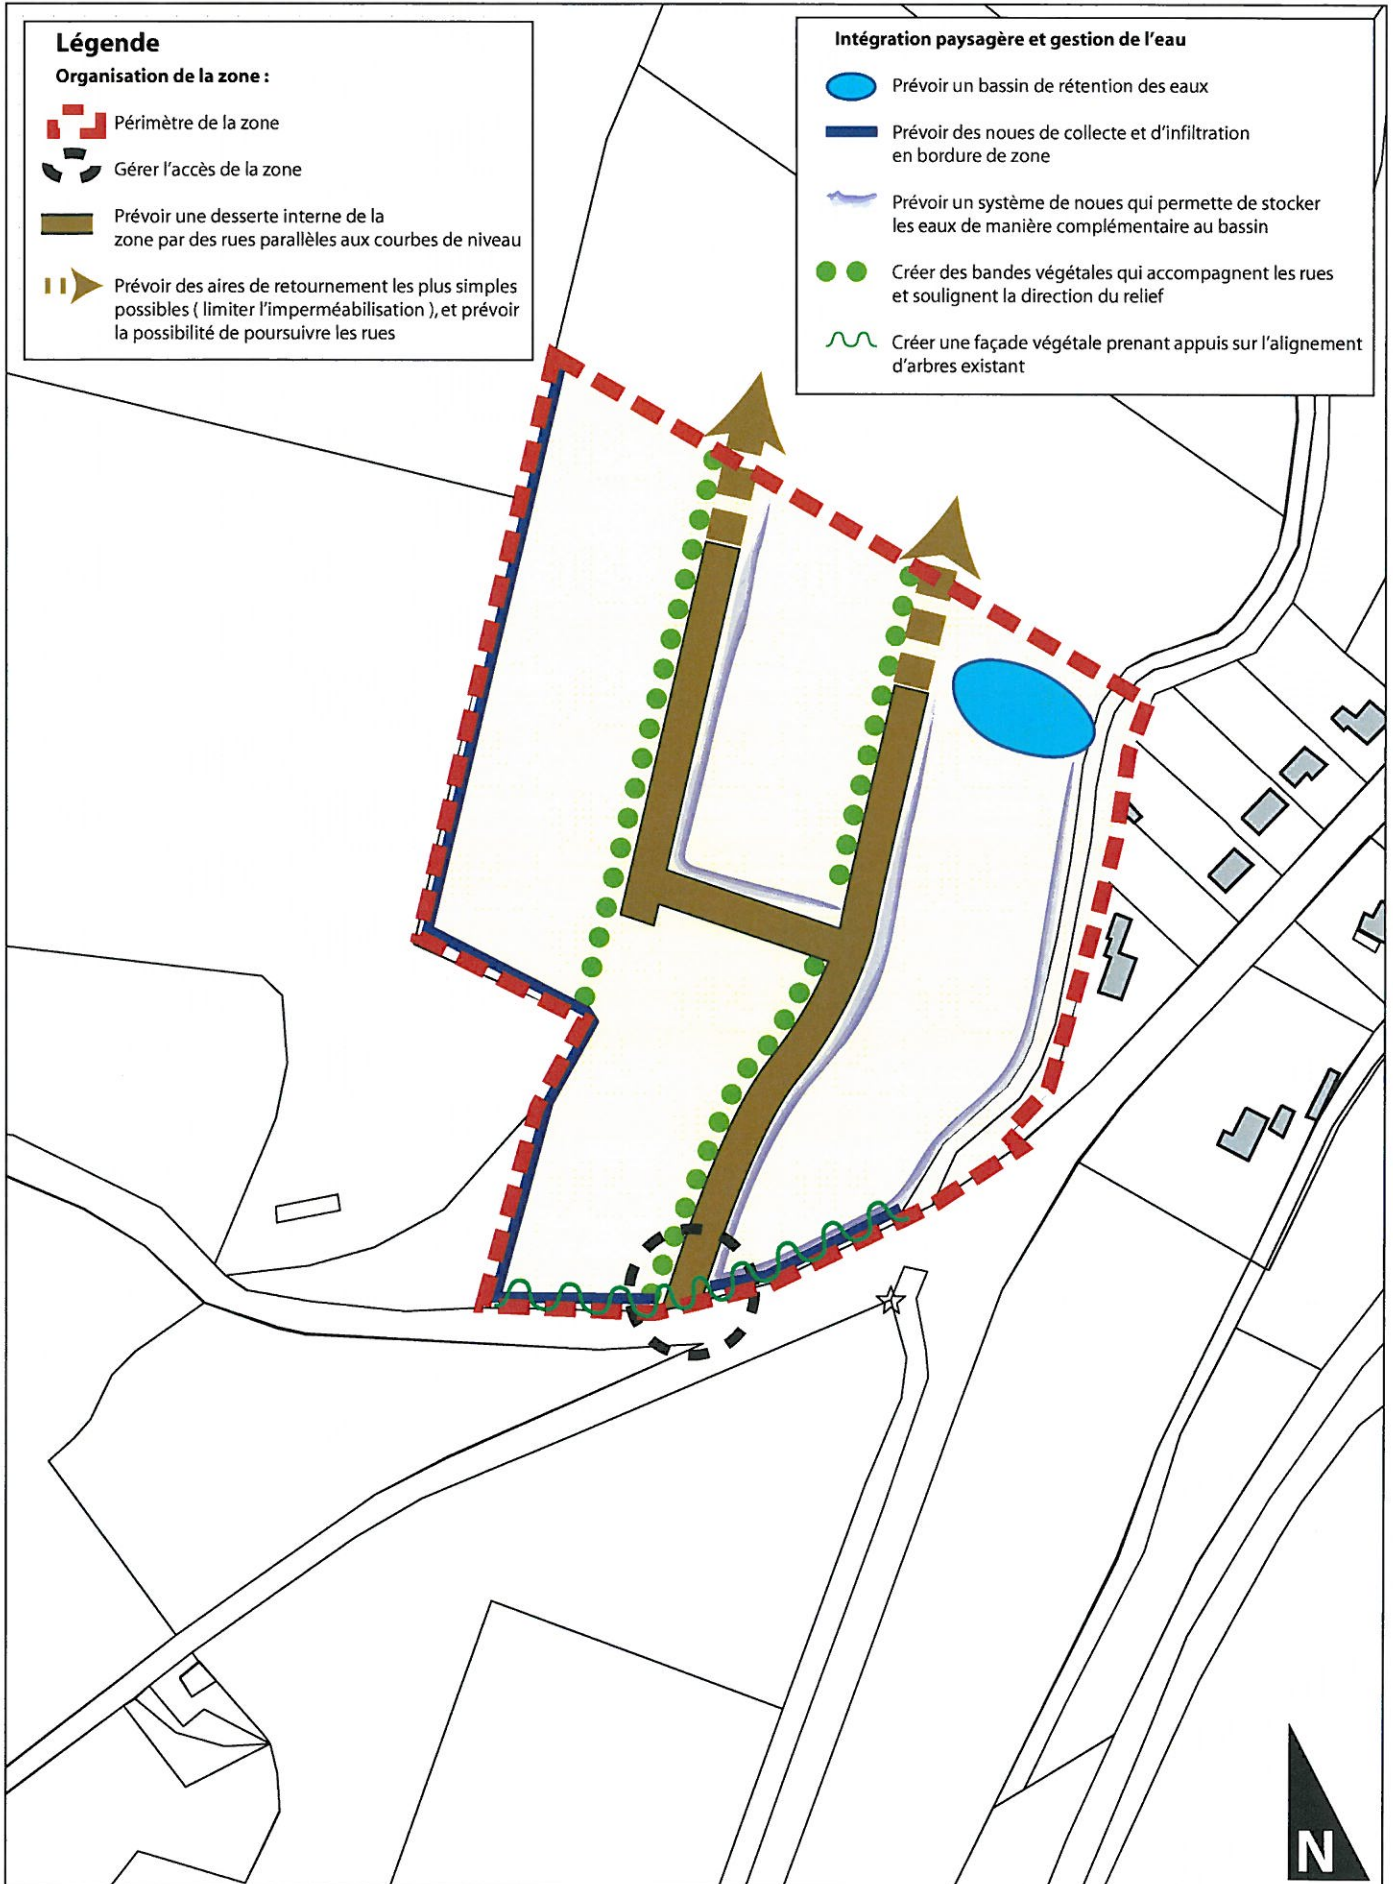 Légende
Organisation de la zone :
Périmètre de la zone
Gérer l'accès de la zone
Prévoir une desserte interne de la
zone par des rues parallèles aux courbes de niveau
Prévoir des aires de retournement les plus simples
possibles ( limiter l'imperméabilisation ), et prévoir
la possibilité de poursuivre les rues
Intégration paysagère et gestion de l'eau
Prévoir un bassin de rétention des eaux
Prévoir des noues de collecte et d'infiltration
en bordure de zone
Prévoir un système de noues qui permette de stocker
les eaux de manière complémentaire au bassin
Créer des bandes végétales qui accompagnent les rues
et soulignent la direction du relief
Créer une façade végétale prenant appuis sur l'alignement
d'arbres existant
N